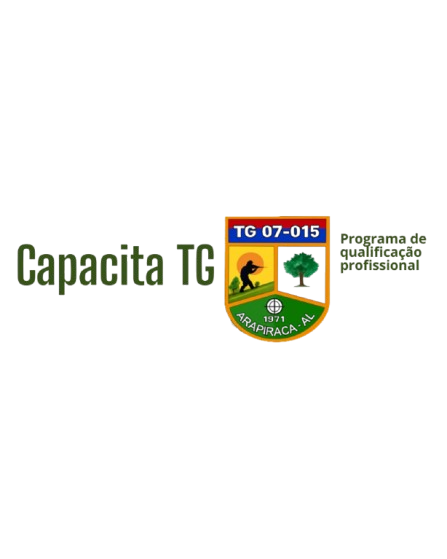 Capacita TG
TG 07-015
1971
ARAPIRACA - AL
Programa de
qualificação
profissional